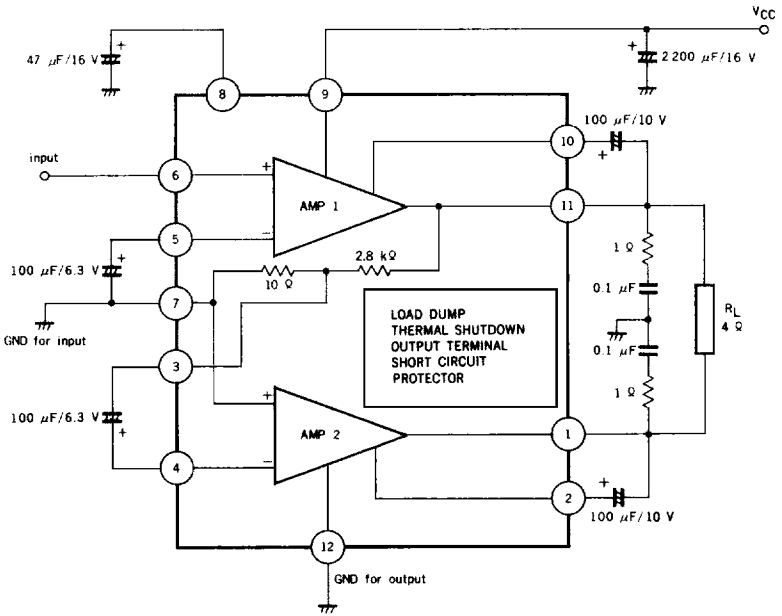 V_CC
47 μF/16 V
+
+
2 200 μF/16 V
8
9
100 μF/10 V
10
+
input
6
+
AMP 1
11
5
−
100 μF/6.3 V
+
2.8 kΩ
10 Ω
1 Ω
7
0.1 μF
GND for input
LOAD DUMP
THERMAL SHUTDOWN
OUTPUT TERMINAL
SHORT CIRCUIT
PROTECTOR
R_L
4 Ω
0.1 μF
3
1 Ω
100 μF/6.3 V
+
+
AMP 2
1
4
−
+
2
100 μF/10 V
12
GND for output